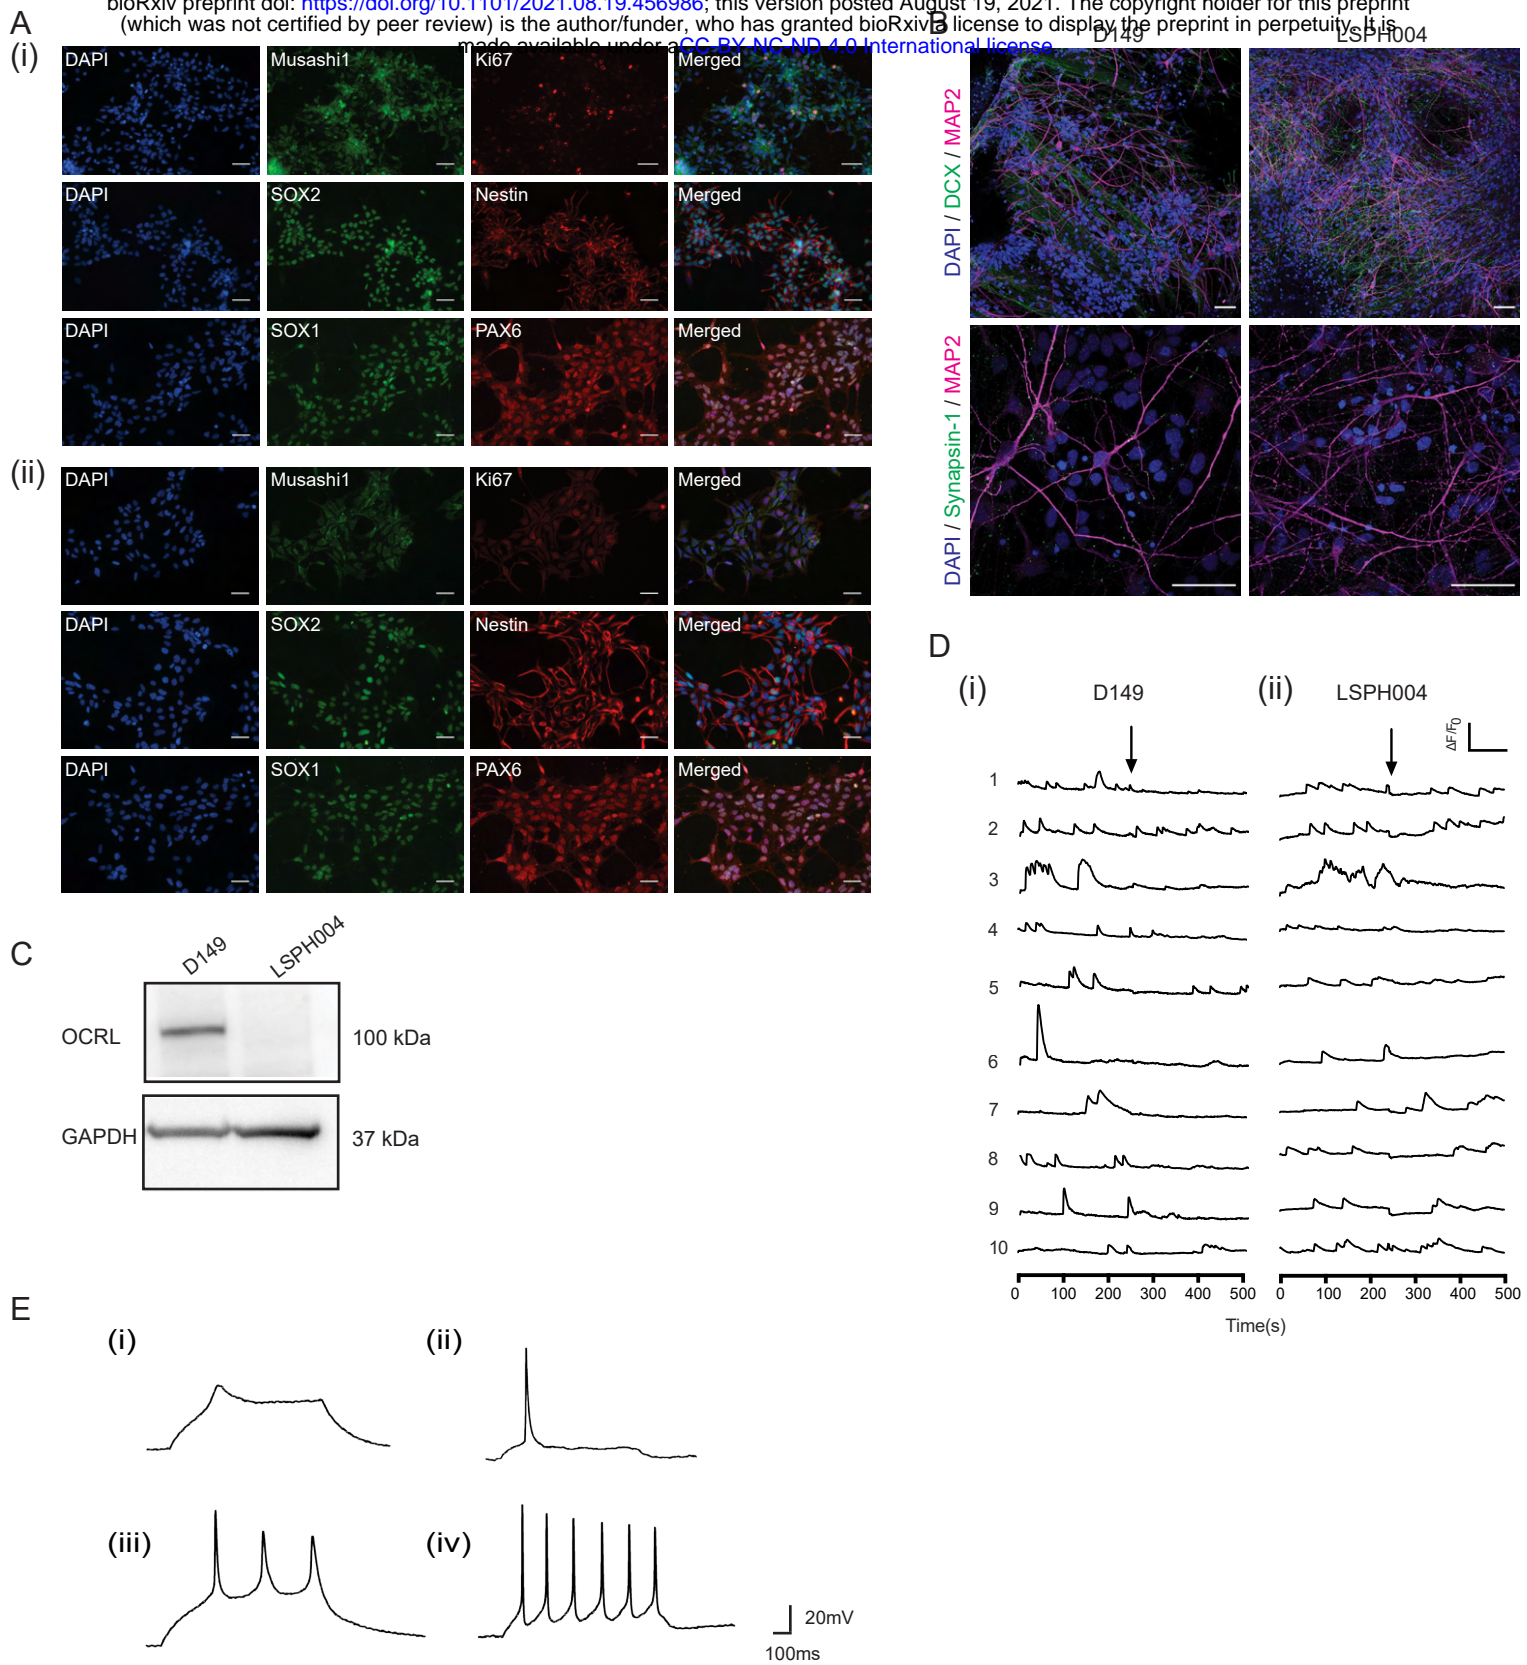 bioRxiv preprint doi: https://doi.org/10.1101/2021.08.19.456986; this version posted August 19, 2021. The copyright holder for this preprint
(which was not certified by peer review) is the author/funder, who has granted bioRxiv a license to display the preprint in perpetuity. It is
made available under aCC-BY-NC-ND 4.0 International license
A
(i)
DAPI Musashi1 Ki67 Merged
DAPI SOX2 Nestin Merged
DAPI SOX1 PAX6 Merged
(ii)
DAPI Musashi1 Ki67 Merged
DAPI SOX2 Nestin Merged
DAPI SOX1 PAX6 Merged
B
D149 LSPH004
DAPI / DCX / MAP2
DAPI / Synapsin-1 / MAP2
C
D149 LSPH004
OCRL 100 kDa
GAPDH 37 kDa
D
(i) D149 (ii) LSPH004
ΔF/F0
1
2
3
4
5
6
7
8
9
10
0 100 200 300 400 500 0 100 200 300 400 500
Time(s)
E
(i) (ii)
(iii) (iv)
20mV
100ms